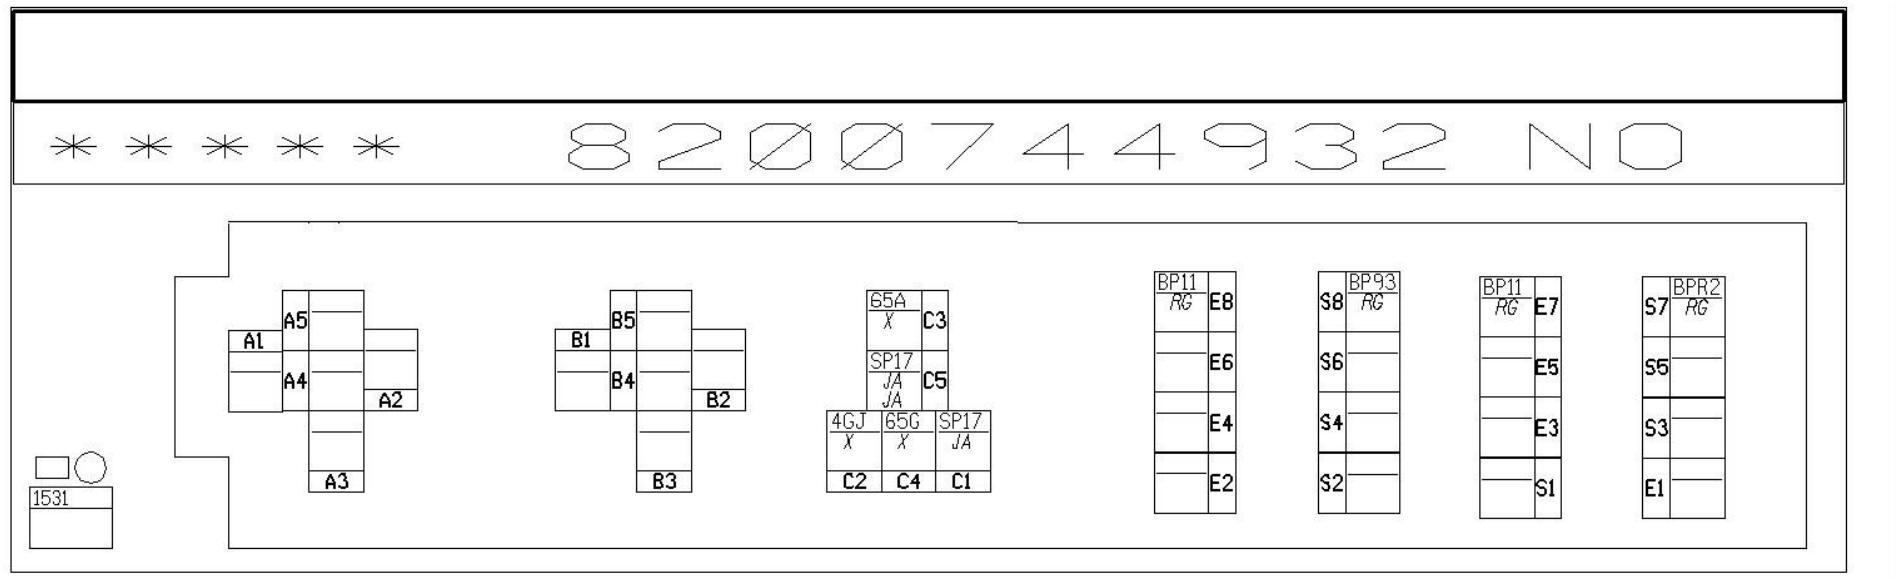 * * * * * 8200744932 NO
BP11 RG E8
S8 BP93 RG
BP11 RG E7
S7 BPR2 RG
A5
A1
A4
A2
A3
B5
B1
B4
B2
B3
65A X C3
SP17 JA JA C5
4GJ X C2
65G X C4
SP17 JA C1
E6
S6
E5
S5
E4
S4
E3
S3
E2
S2
S1
E1
1531